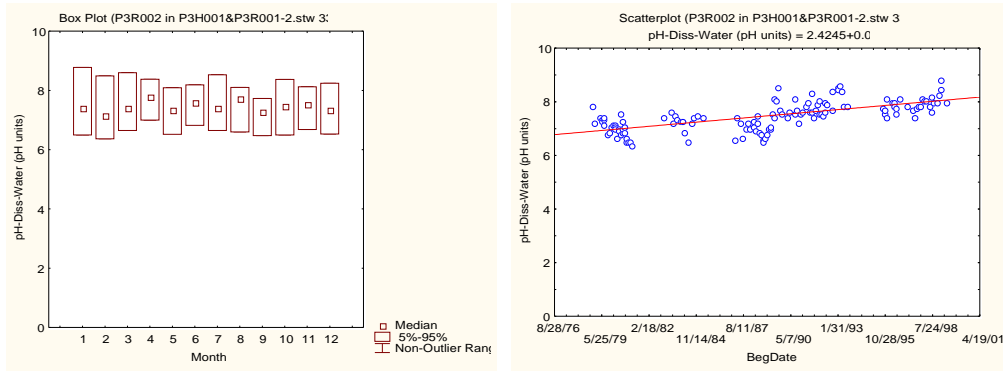 Box Plot (P3R002 in P3H001&P3R001-2.stw 33
pH-Diss-Water (pH units)
10
8
6
4
2
0
1 2 3 4 5 6 7 8 9 10 11 12
Month
Median
5%-95%
Non-Outlier Rang
Scatterplot (P3R002 in P3H001&P3R001-2.stw 3
pH-Diss-Water (pH units) = 2.4245+0.0
pH-Diss-Water (pH units)
10
8
6
4
2
0
8/28/76 2/18/82 8/11/87 1/31/93 7/24/98
5/25/79 11/14/84 5/7/90 10/28/95 4/19/01
BegDate